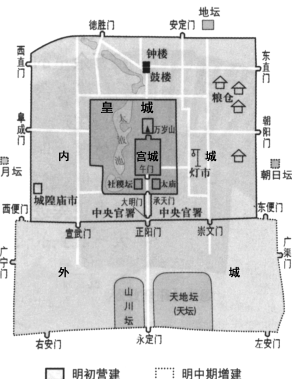 地坛
德胜门
安定门
钟楼
鼓楼
西直门
东直门
粮仓
皇城
万岁山
阜成门
朝阳门
宫城
午门
内城
灯市
月坛
朝日坛
社稷坛
太庙
城隍庙市
大明门
承天门
西便门
中央官署
中央官署
东便门
宣武门
正阳门
崇文门
广宁门
广渠门
外城
山川坛
天地坛
(天坛)
右安门
永定门
左安门
明初营建
明中期增建